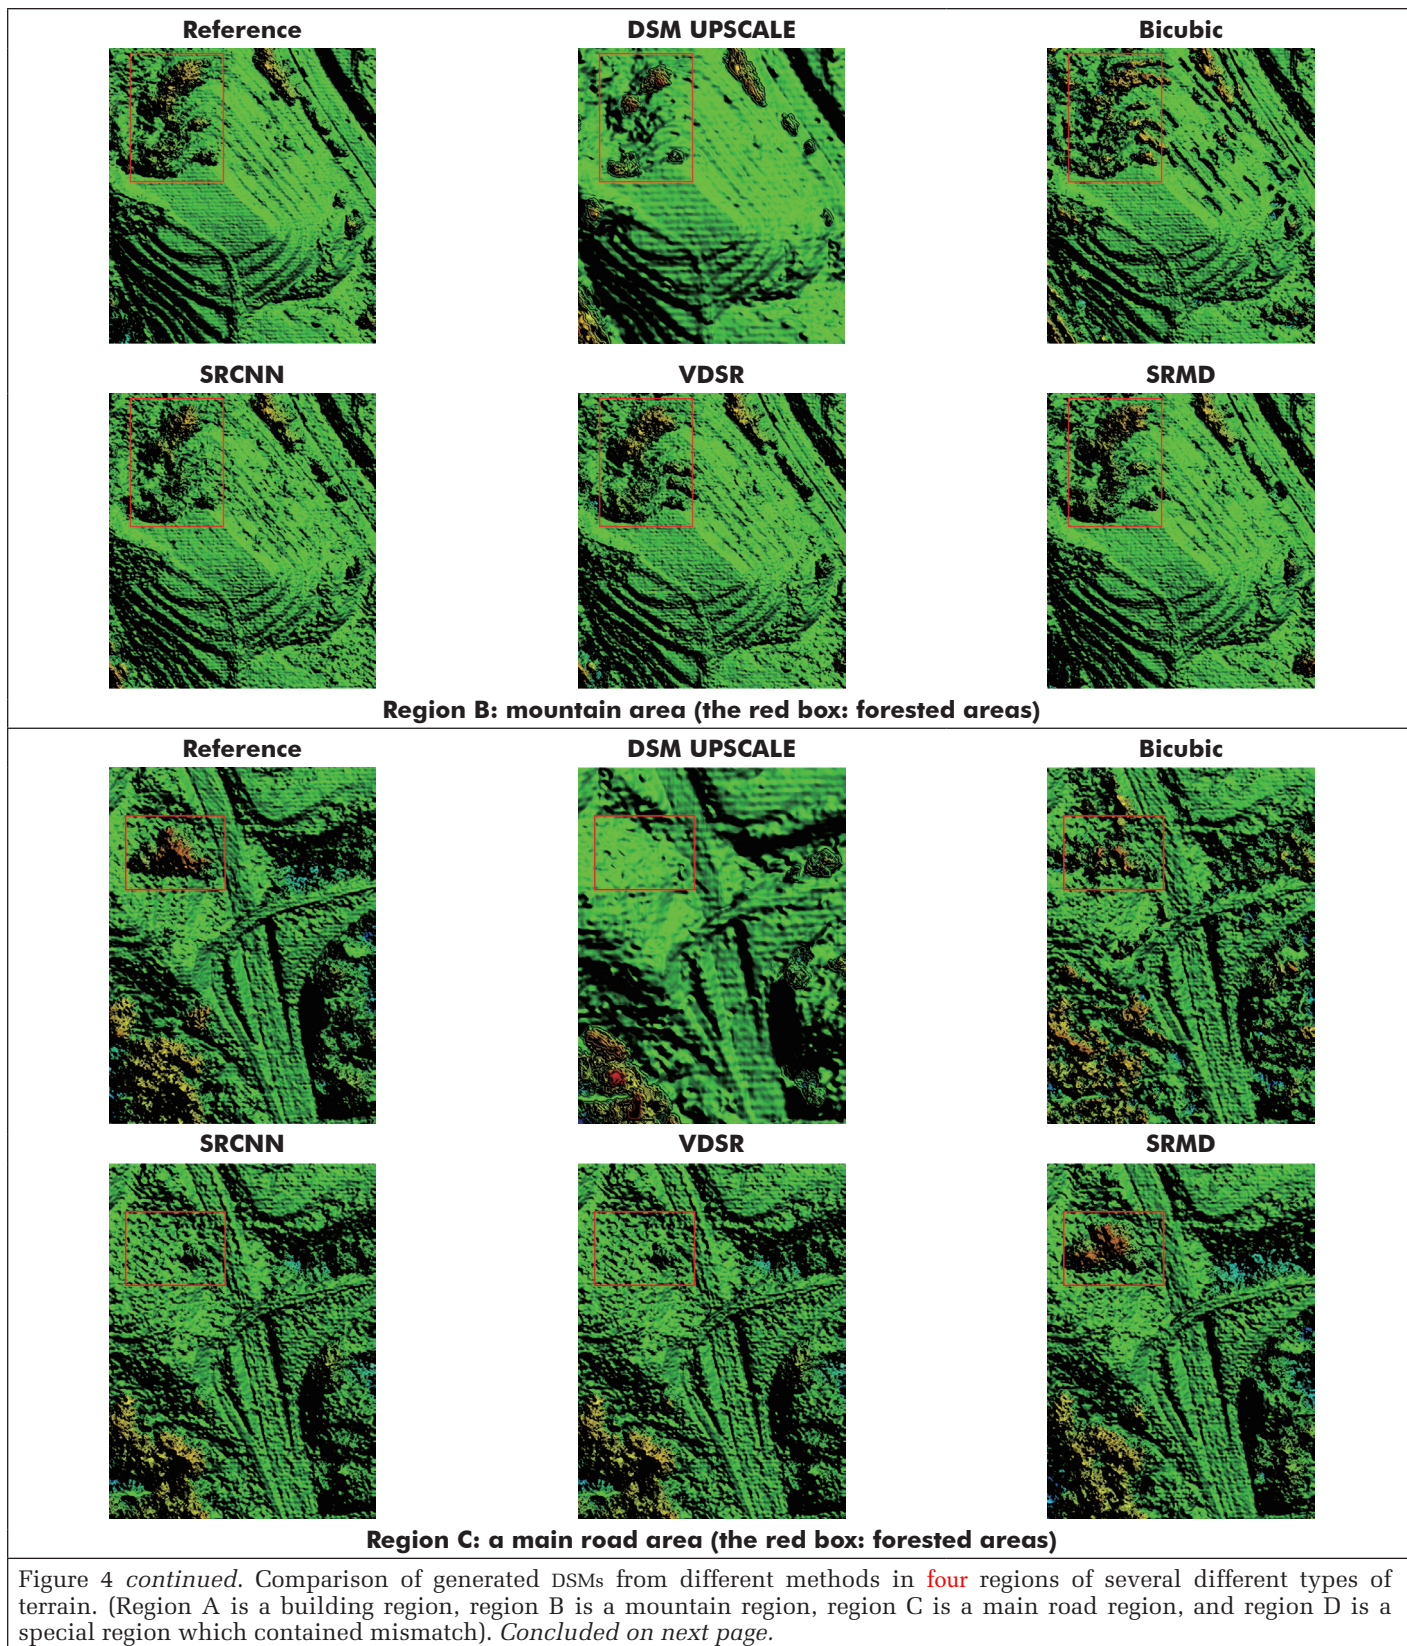 Reference
DSM UPSCALE
Bicubic
SRCNN
VDSR
SRMD
Region B: mountain area (the red box: forested areas)
Reference
DSM UPSCALE
Bicubic
SRCNN
VDSR
SRMD
Region C: a main road area (the red box: forested areas)
Figure 4 continued. Comparison of generated DSMs from different methods in four regions of several different types of
terrain. (Region A is a building region, region B is a mountain region, region C is a main road region, and region D is a
special region which contained mismatch). Concluded on next page.